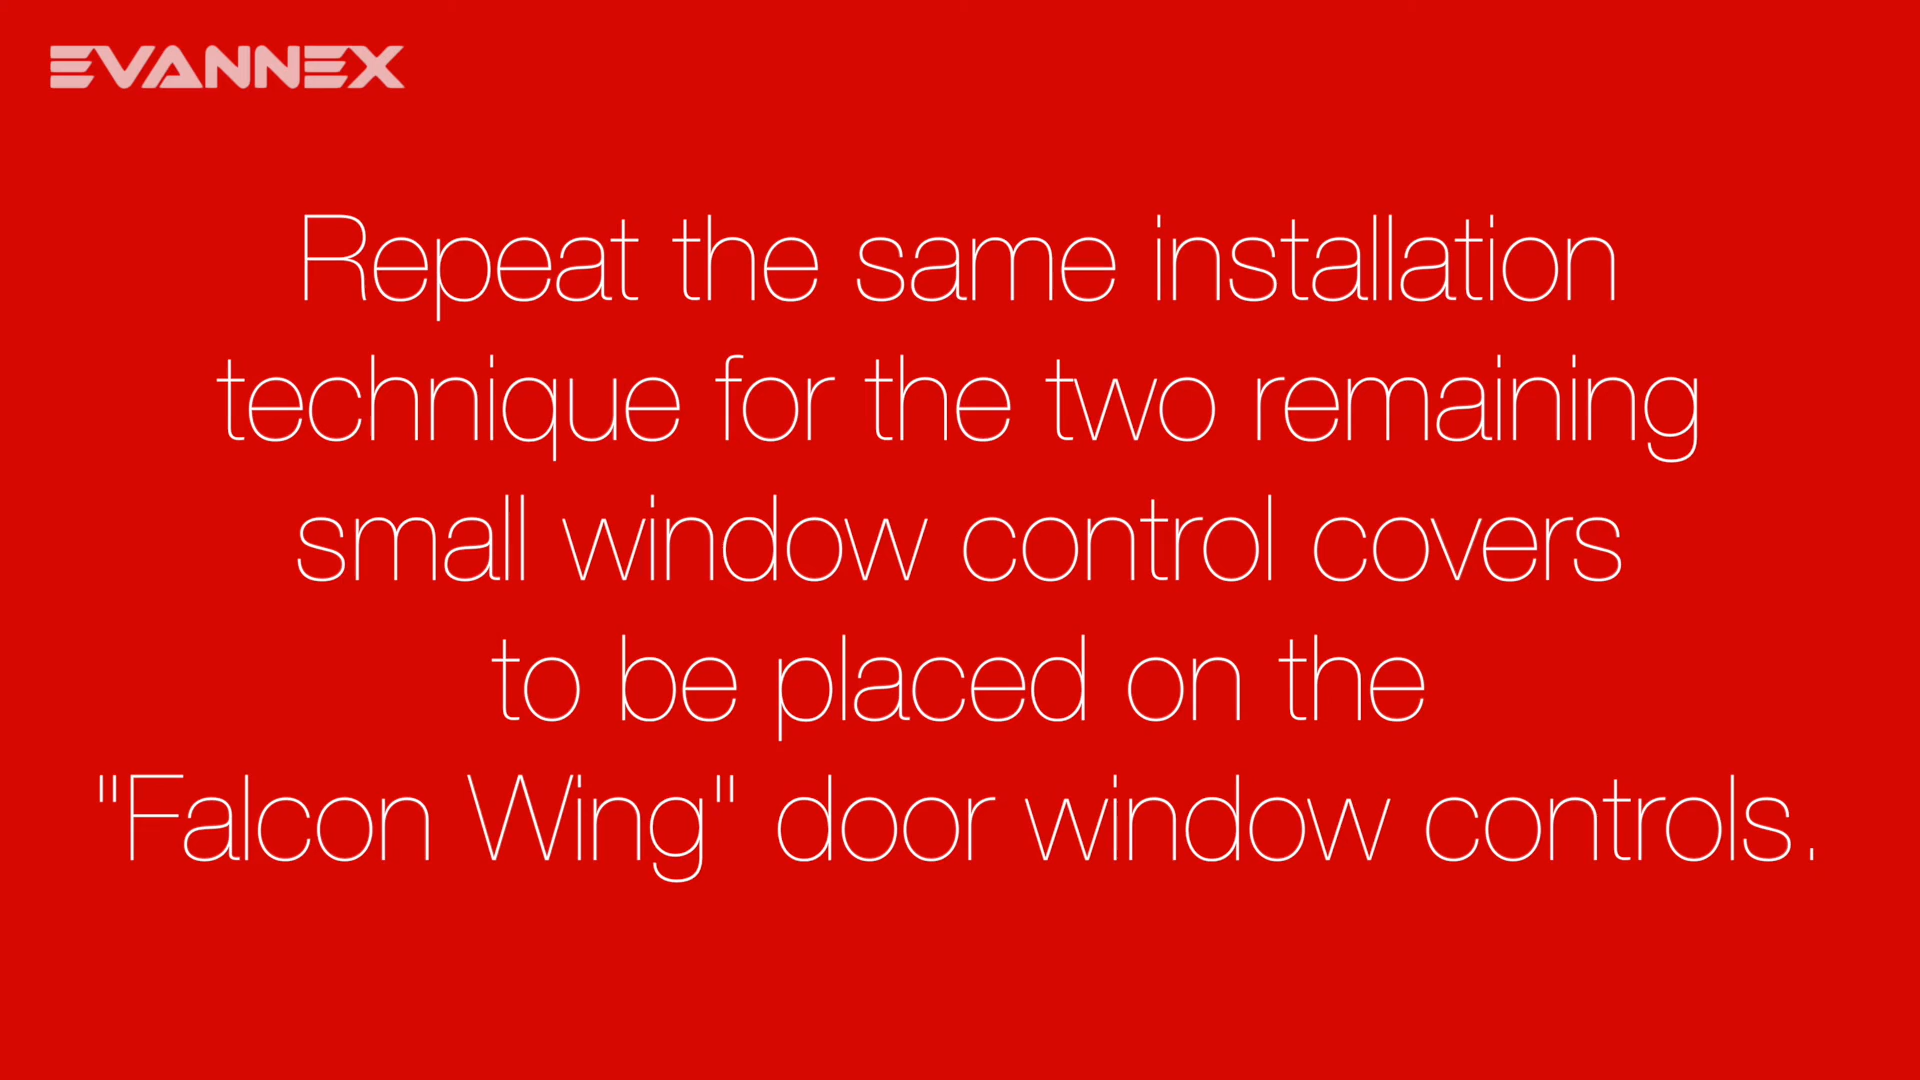 EVANNEX
Repeat the same installation
technique for the two remaining
small window control covers
to be placed on the
"Falcon Wing" door window controls.